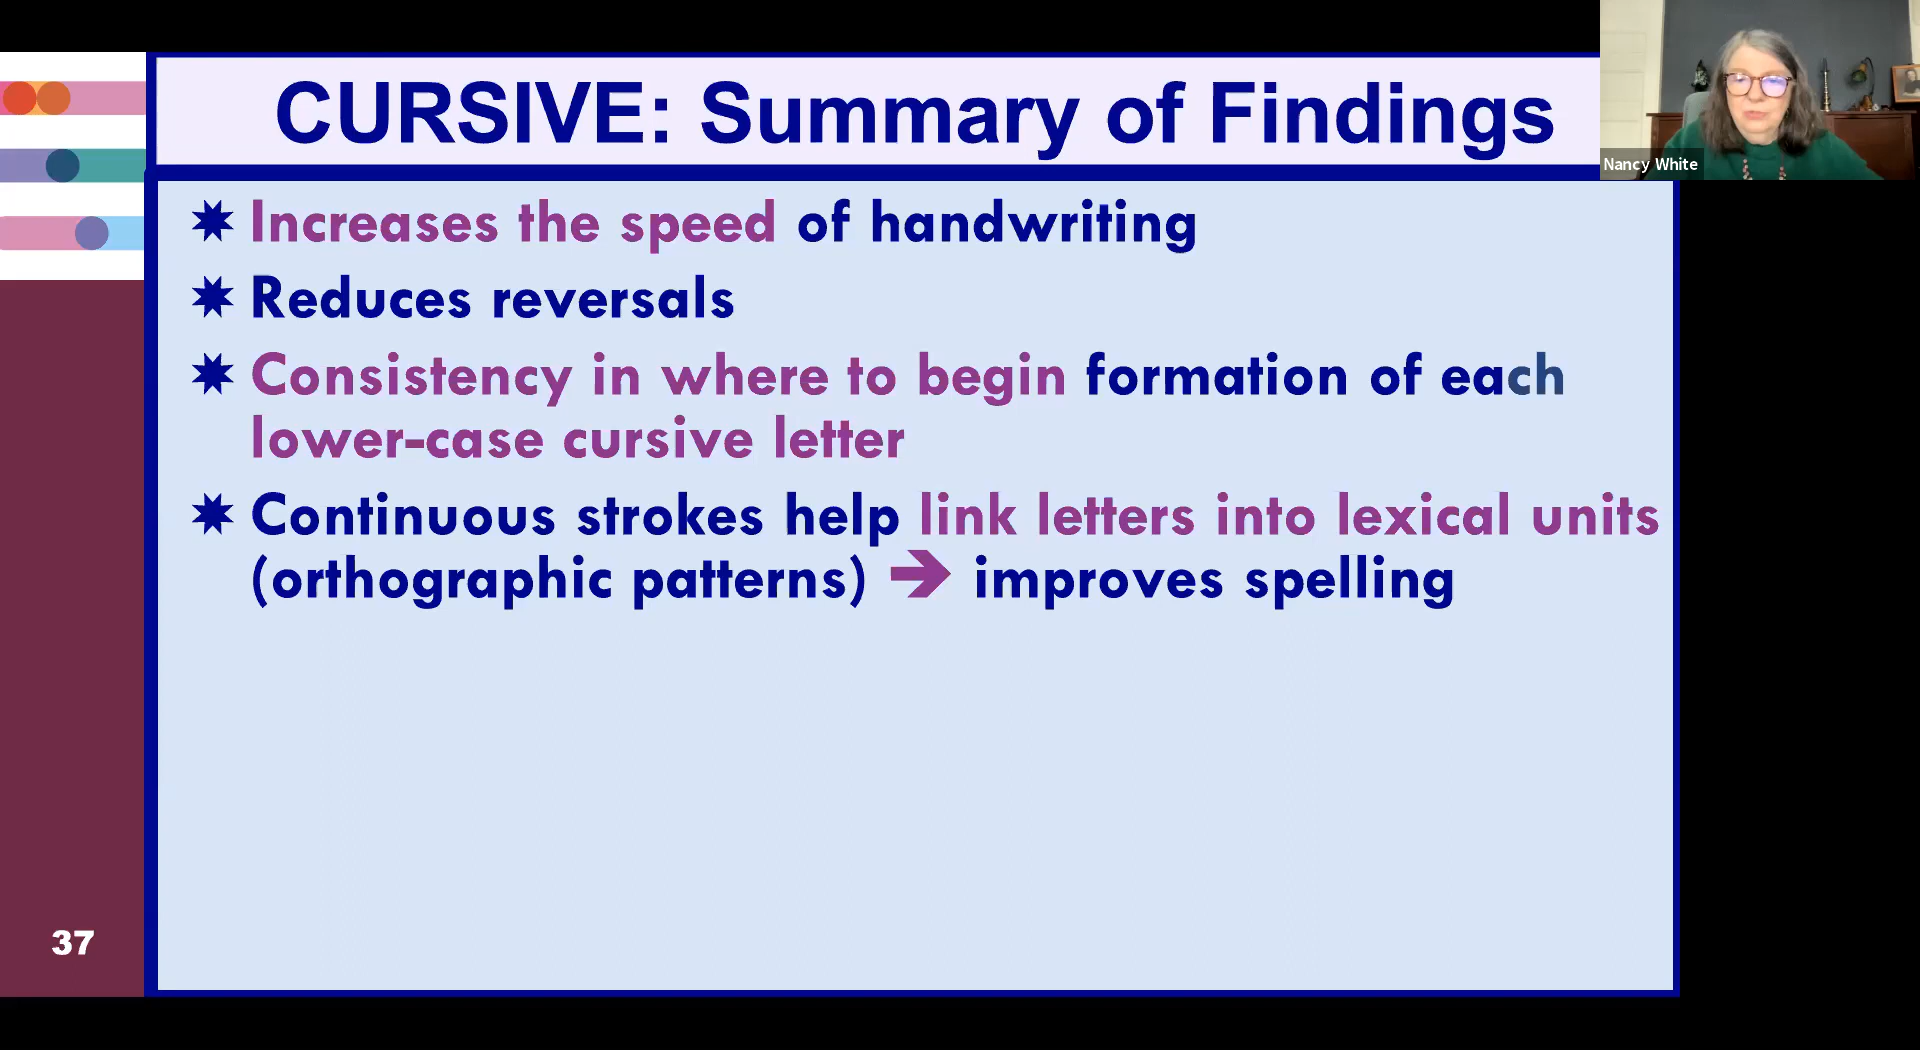 CURSIVE: Summary of Findings
Nancy White
✷ Increases the speed of handwriting
✷ Reduces reversals
✷ Consistency in where to begin formation of each
lower-case cursive letter
✷ Continuous strokes help link letters into lexical units
(orthographic patterns) ➔ improves spelling
37